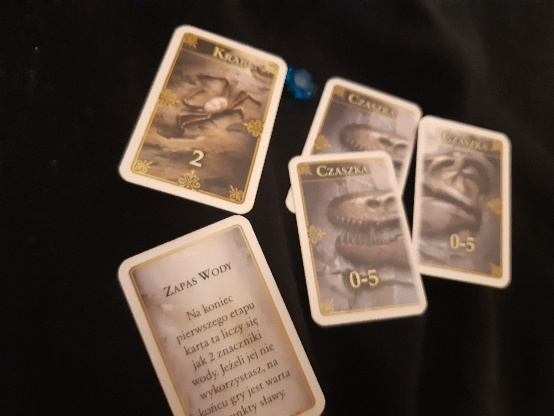 Krab
2
Czaszka
Czaszka
0-5
Czaszka
0-5
Zapas Wody
Na koniec
pierwszego etapu
karta ta liczy się
jak 2 znaczniki
wody. Jeżeli jej nie
wykorzystasz, na
końcu gry jest warta
punkty sławy.